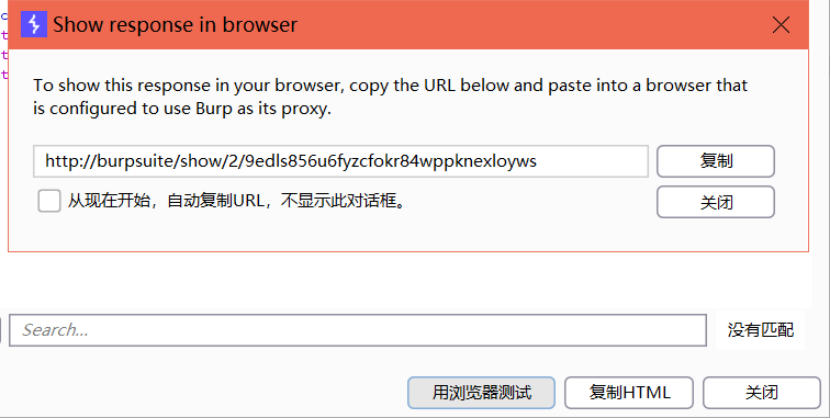 Show response in browser
To show this response in your browser, copy the URL below and paste into a browser that
is configured to use Burp as its proxy.
http://burpsuite/show/2/9edls856u6fyzcfokr84wppknexloyws
复制
从现在开始，自动复制URL，不显示此对话框。
关闭
Search...
没有匹配
用浏览器测试
复制HTML
关闭